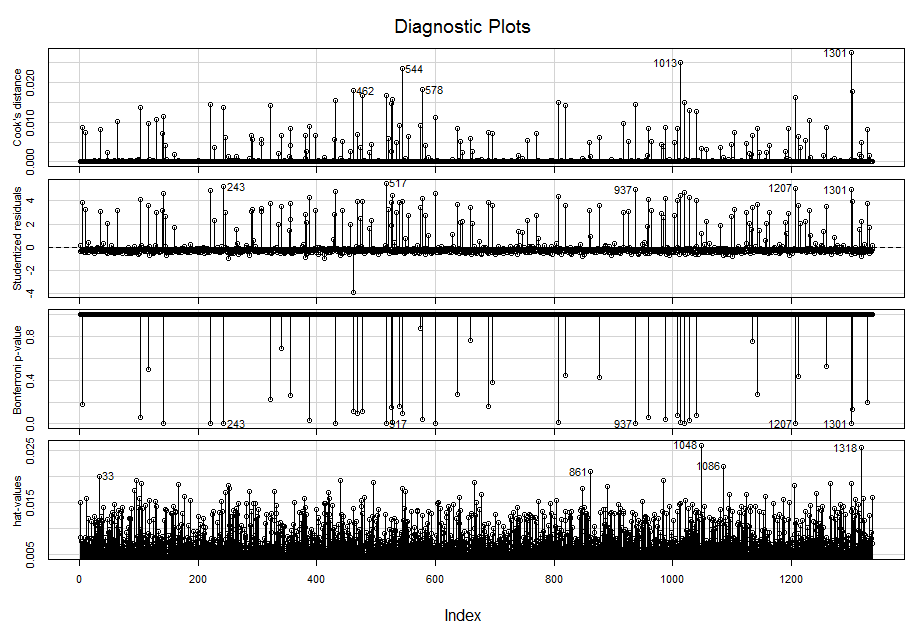 Diagnostic Plots
Cook's distance
0.000 0.010 0.020
462
544
578
1013
1301
Studentized residuals
-4 -2 0 2 4
243
517
937
1207
1301
Bonferroni p-value
0.0 0.4 0.8
243
517
937
1207
1301
hat-values
0.005 0.015 0.025
33
861
1048
1086
1318
0 200 400 600 800 1000 1200
Index